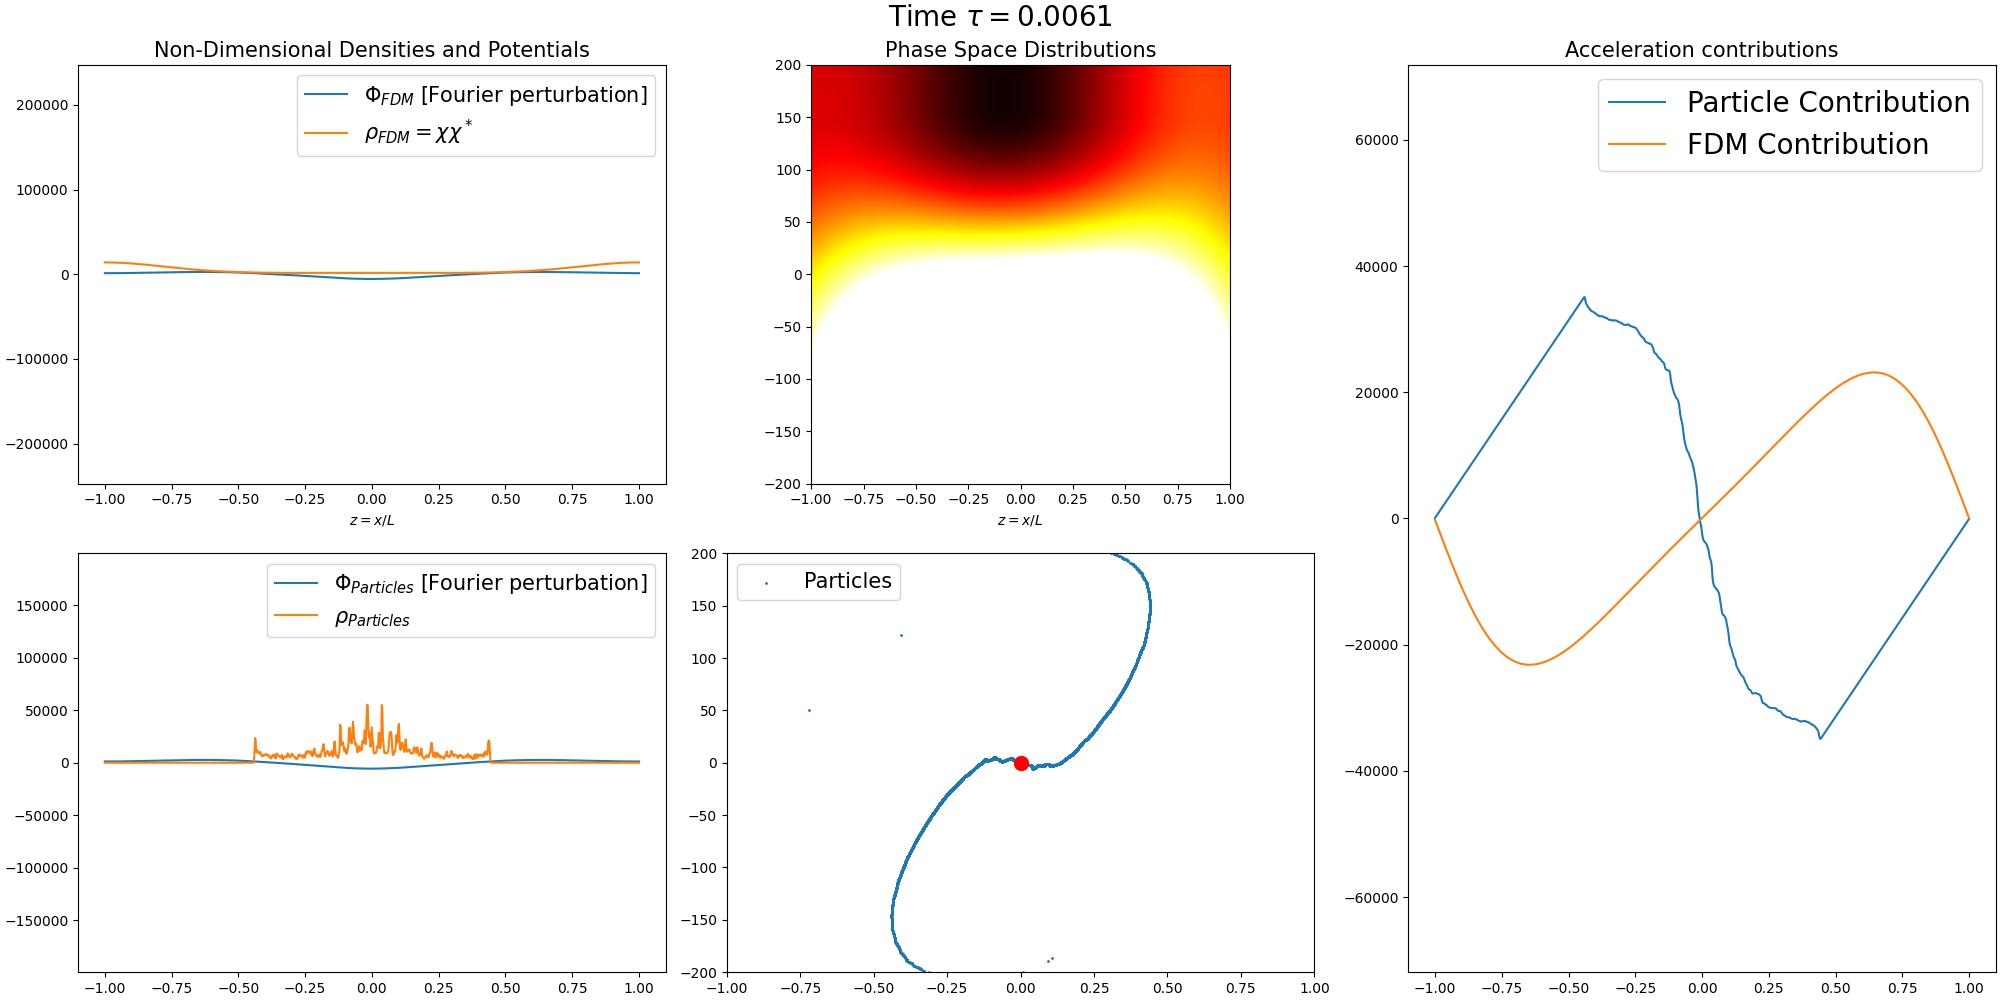 Time τ = 0.0061
Non-Dimensional Densities and Potentials
Φ_FDM [Fourier perturbation]
ρ_FDM = χχ*
200000
100000
0
−100000
−200000
−1.00 −0.75 −0.50 −0.25 0.00 0.25 0.50 0.75 1.00
z = x/L
Phase Space Distributions
200
150
100
50
0
−50
−100
−150
−200
−1.00 −0.75 −0.50 −0.25 0.00 0.25 0.50 0.75 1.00
z = x/L
Acceleration contributions
Particle Contribution
FDM Contribution
60000
40000
20000
0
−20000
−40000
−60000
−1.00 −0.75 −0.50 −0.25 0.00 0.25 0.50 0.75 1.00
Φ_Particles [Fourier perturbation]
ρ_Particles
150000
100000
50000
0
−50000
−100000
−150000
−1.00 −0.75 −0.50 −0.25 0.00 0.25 0.50 0.75 1.00
Particles
200
150
100
50
0
−50
−100
−150
−200
−1.00 −0.75 −0.50 −0.25 0.00 0.25 0.50 0.75 1.00